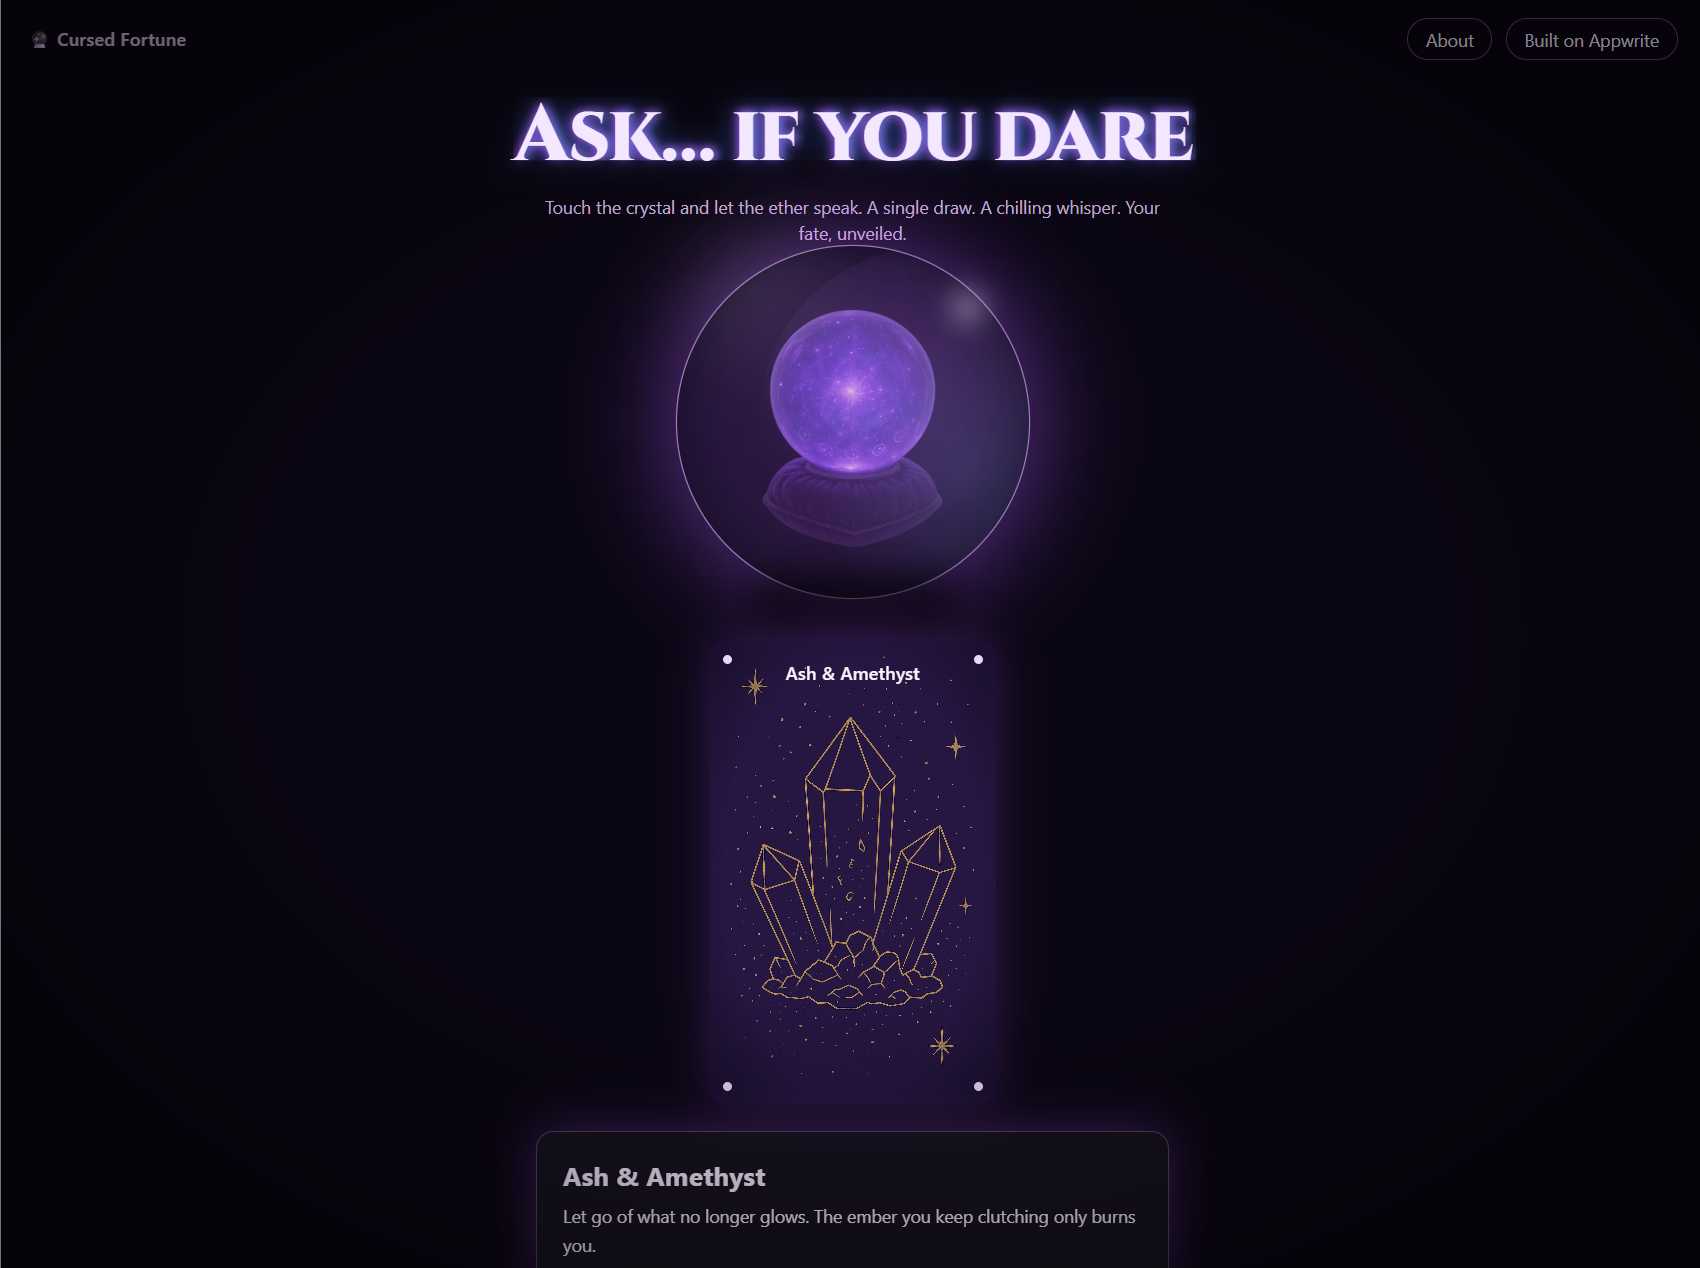 Cursed Fortune
About
Built on Appwrite
ASK... IF YOU DARE
Touch the crystal and let the ether speak. A single draw. A chilling whisper. Your
fate, unveiled.
Ash & Amethyst
Ash & Amethyst
Let go of what no longer glows. The ember you keep clutching only burns
you.